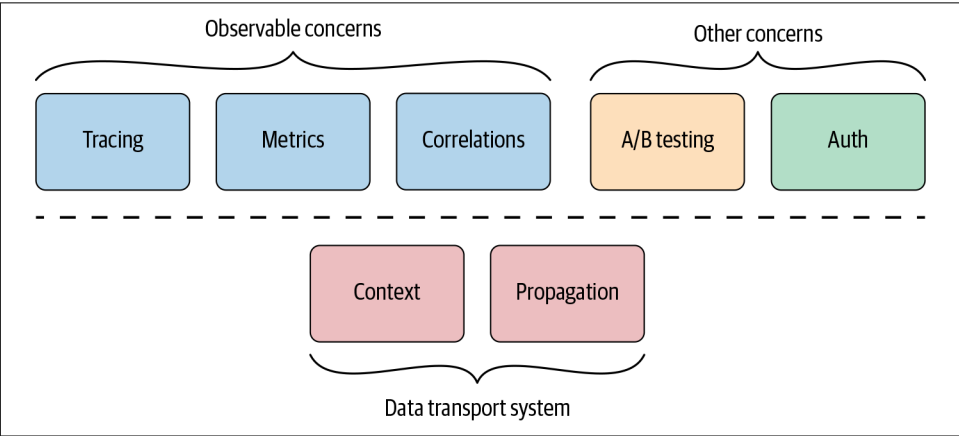 Observable concerns
Other concerns
Tracing
Metrics
Correlations
A/B testing
Auth
Context
Propagation
Data transport system